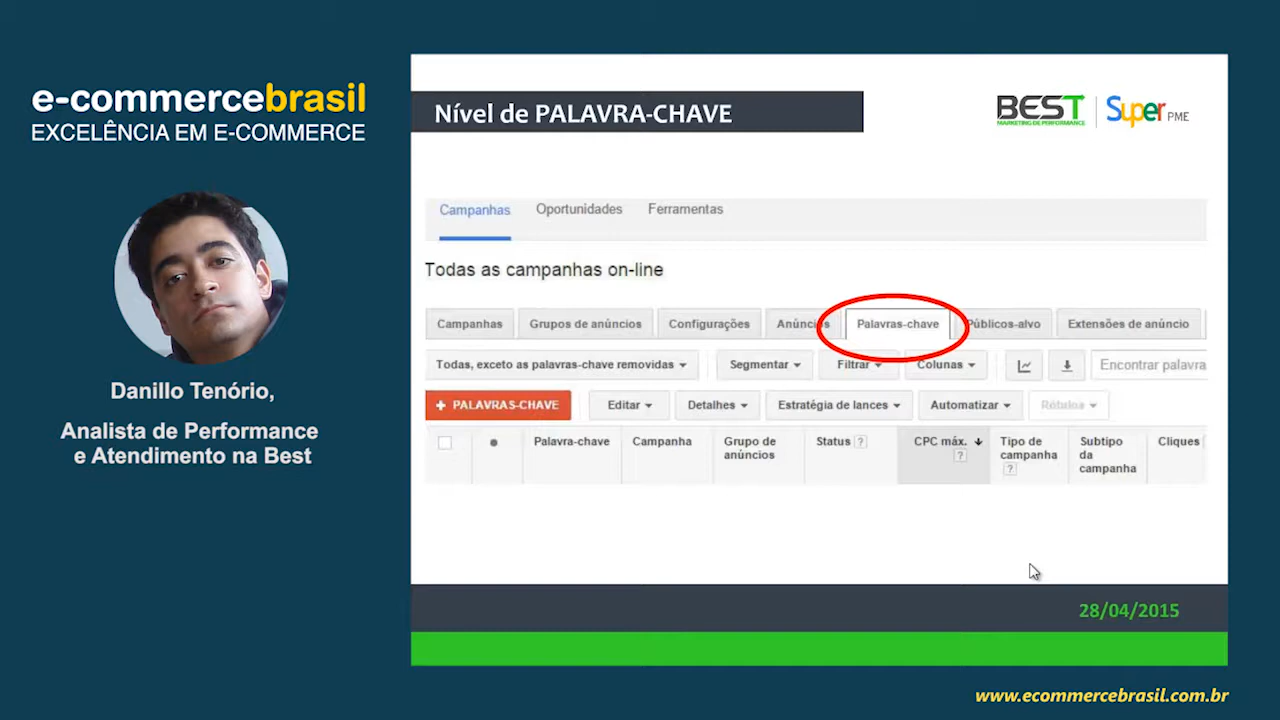 e-commercebrasil
EXCELÊNCIA EM E-COMMERCE
Danillo Tenório,
Analista de Performance
e Atendimento na Best
Nível de PALAVRA-CHAVE
BEST
MARKETING DE PERFORMANCE
Super PME
Campanhas Oportunidades Ferramentas
Todas as campanhas on-line
Campanhas Grupos de anúncios Configurações Anúncios Palavras-chave Públicos-alvo Extensões de anúncio
Todas, exceto as palavras-chave removidas Segmentar Filtrar Colunas Encontrar palavra
+ PALAVRAS-CHAVE Editar Detalhes Estratégia de lances Automatizar Rótulos
Palavra-chave Campanha Grupo de anúncios Status ? CPC máx. ? Tipo de campanha ? Subtipo da campanha Cliques
28/04/2015
www.ecommercebrasil.com.br